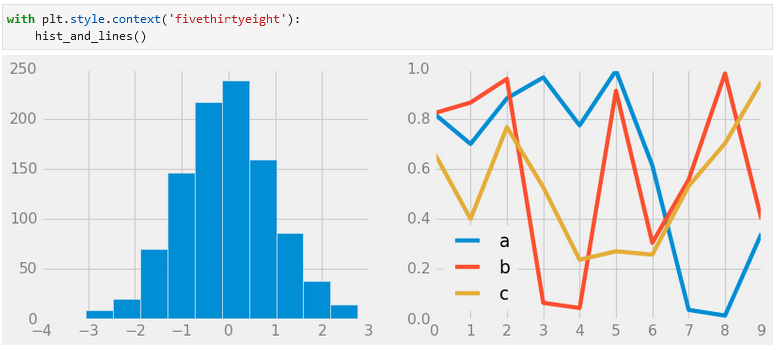 with plt.style.context('fivethirtyeight'):
    hist_and_lines()
250
200
150
100
50
0
−4 −3 −2 −1 0 1 2 3
1.0
0.8
0.6
0.4
0.2
0.0
a
b
c
0 1 2 3 4 5 6 7 8 9